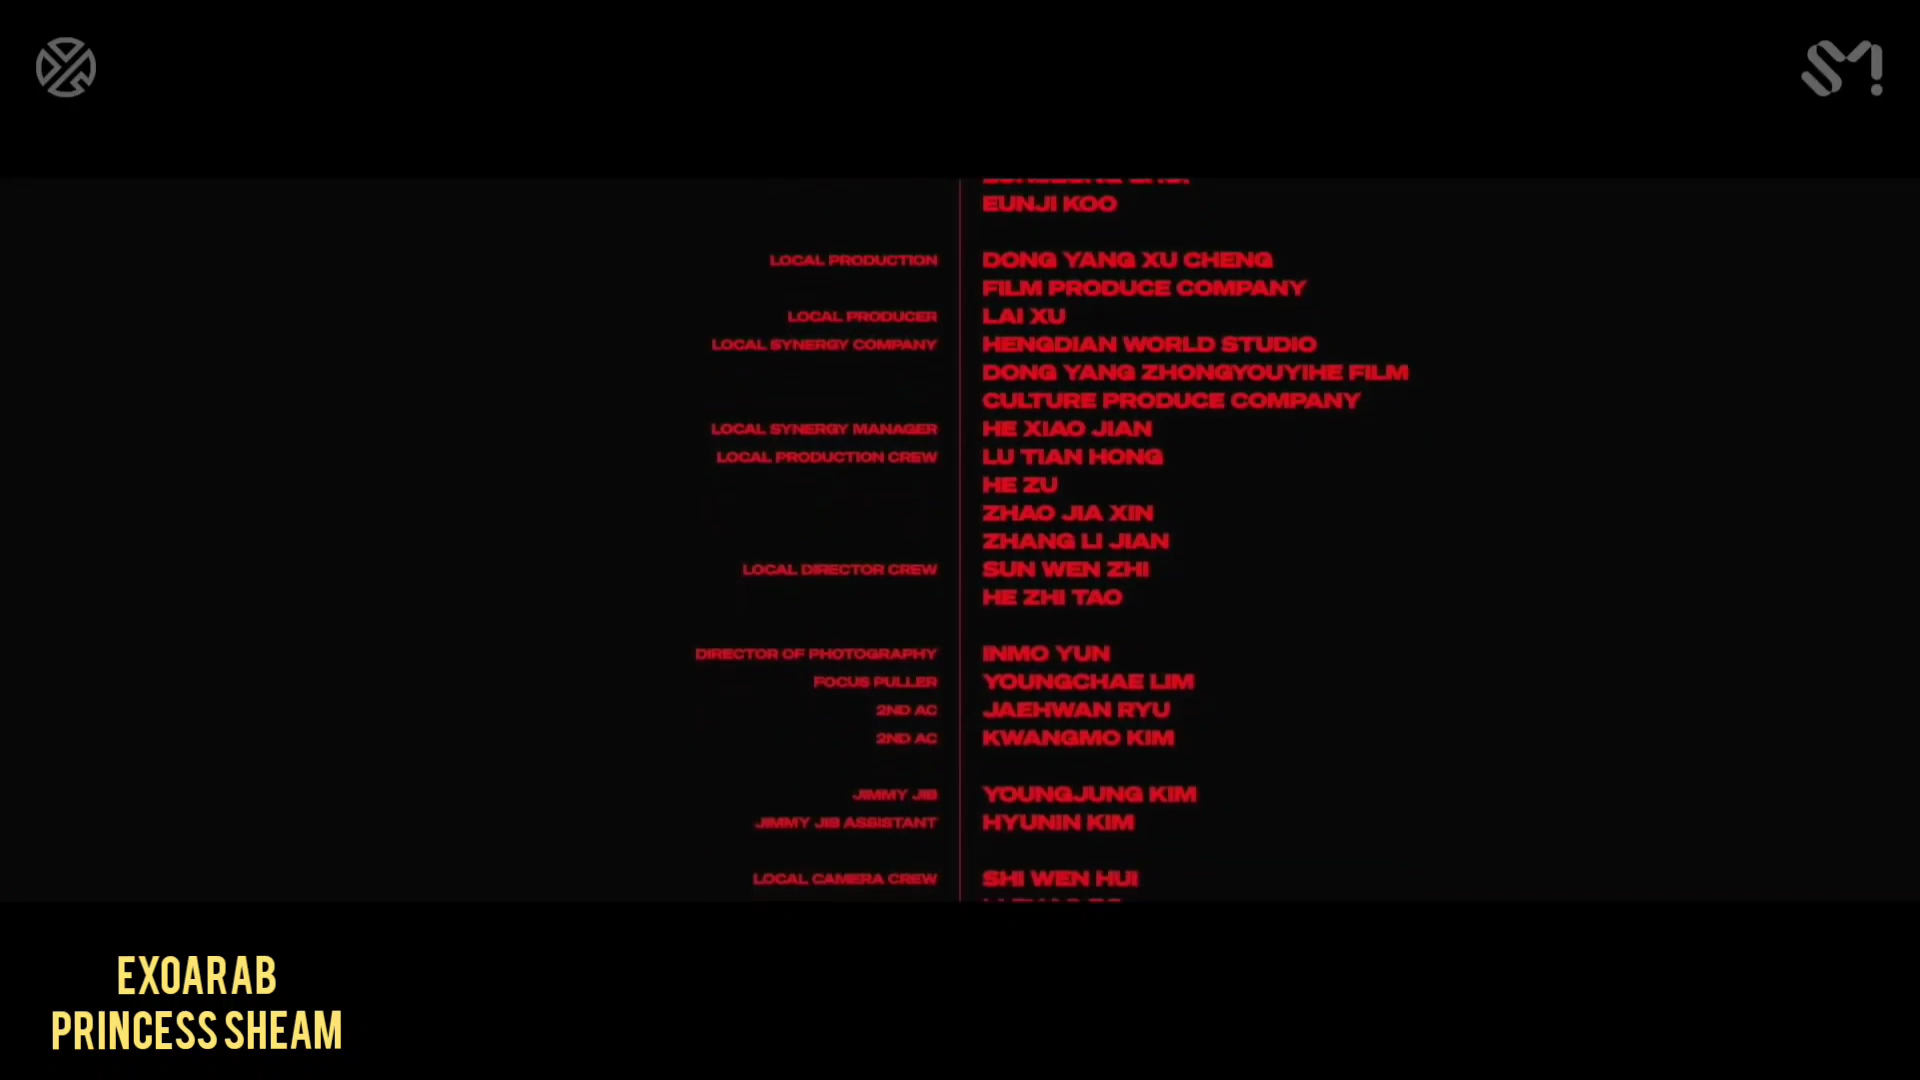 SM!
EUNJI KOO
LOCAL PRODUCTION DONG YANG XU CHENG
FILM PRODUCE COMPANY
LOCAL PRODUCER LAI XU
LOCAL SYNERGY COMPANY HENGDIAN WORLD STUDIO
DONG YANG ZHONGYOUYIHE FILM
CULTURE PRODUCE COMPANY
LOCAL SYNERGY MANAGER HE XIAO JIAN
LOCAL PRODUCTION CREW LU TIAN HONG
HE ZU
ZHAO JIA XIN
ZHANG LI JIAN
LOCAL DIRECTOR CREW SUN WEN ZHI
HE ZHI TAO
DIRECTOR OF PHOTOGRAPHY INMO YUN
FOCUS PULLER YOUNGCHAE LIM
2ND AC JAEHWAN RYU
2ND AC KWANGMO KIM
JIMMY JIB YOUNGJUNG KIM
JIMMY JIB ASSISTANT HYUNIN KIM
LOCAL CAMERA CREW SHI WEN HUI
EXOARAB
PRINCESS SHEAM